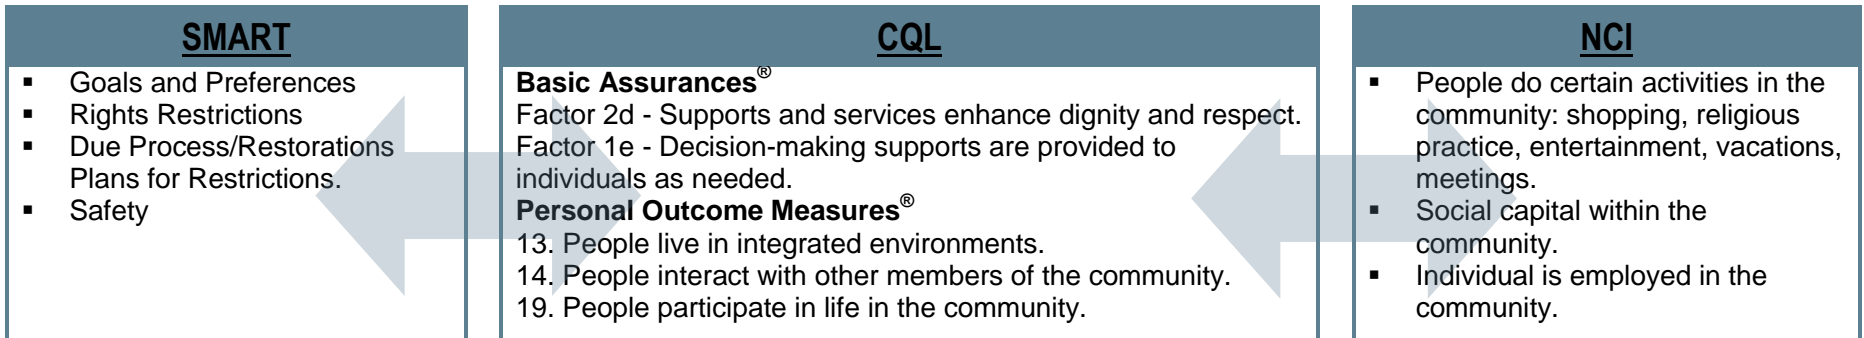 SMART
▪ Goals and Preferences
▪ Rights Restrictions
▪ Due Process/Restorations
Plans for Restrictions.
▪ Safety
CQL
Basic Assurances®
Factor 2d - Supports and services enhance dignity and respect.
Factor 1e - Decision-making supports are provided to
individuals as needed.
Personal Outcome Measures®
13. People live in integrated environments.
14. People interact with other members of the community.
19. People participate in life in the community.
NCI
▪ People do certain activities in the
community: shopping, religious
practice, entertainment, vacations,
meetings.
▪ Social capital within the
community.
▪ Individual is employed in the
community.